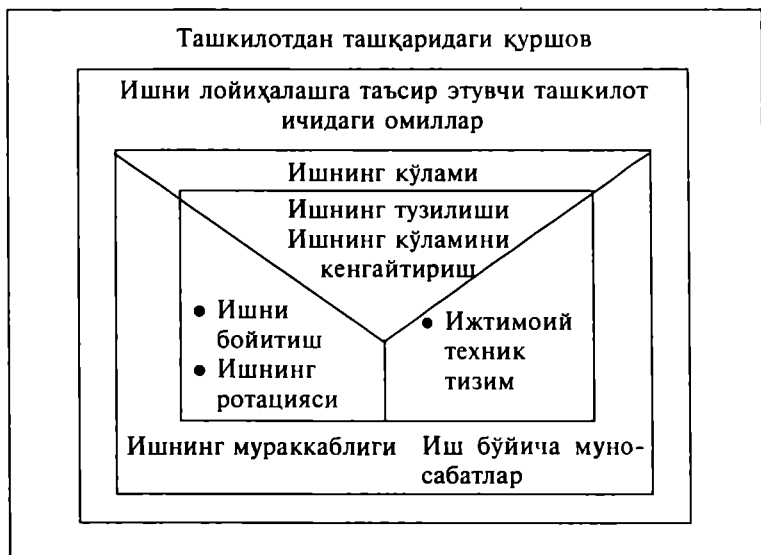 Ташкилотдан ташқаридаги қуршов
Ишни лойиҳалашга таъсир этувчи ташкилот
ичидаги омиллар
Ишнинг кўлами
Ишнинг тузилиши
Ишнинг кўламини
кенгайтириш
● Ишни
бойитиш
● Ишнинг
ротацияси
● Ижтимоий
техник
тизим
Ишнинг мураккаблиги
Иш бўйича муно-
сабатлар